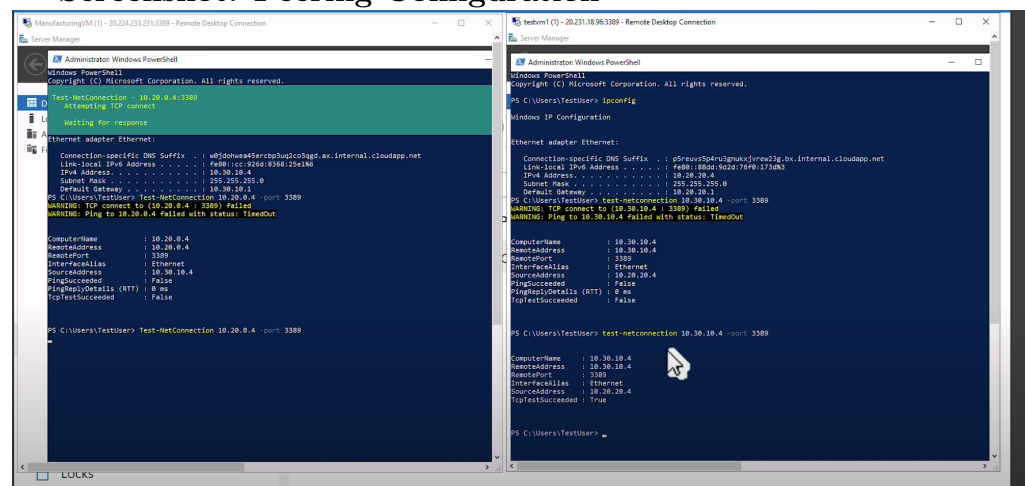 Screenshot: Peering Configuration
ManufacturingVM (1) - 20.224.233.231:3389 - Remote Desktop Connection
Server Manager
Administrator: Windows PowerShell
Windows PowerShell
Copyright (C) Microsoft Corporation. All rights reserved.
Test-NetConnection - 10.20.0.4:3389
Attempting TCP connect
Waiting for response
Ethernet adapter Ethernet:
Connection-specific DNS Suffix . : w0jdohwea45ercbp3uq2co3qgd.ax.internal.cloudapp.net
Link-local IPv6 Address . . . . . : fe80::cc:926d:8368:25e1%6
IPv4 Address. . . . . . . . . . . : 10.30.10.4
Subnet Mask . . . . . . . . . . . : 255.255.255.0
Default Gateway . . . . . . . . . : 10.30.10.1
PS C:\Users\TestUser> Test-NetConnection 10.20.0.4 -port 3389
WARNING: TCP connect to (10.20.0.4 : 3389) failed
WARNING: Ping to 10.20.0.4 failed with status: TimedOut
ComputerName : 10.20.0.4
RemoteAddress : 10.20.0.4
RemotePort : 3389
InterfaceAlias : Ethernet
SourceAddress : 10.30.10.4
PingSucceeded : False
PingReplyDetails (RTT) : 0 ms
TcpTestSucceeded : False
PS C:\Users\TestUser> Test-NetConnection 10.20.0.4 -port 3389
LOCKS
testvm1 (1) - 20.231.18.96:3389 - Remote Desktop Connection
Server Manager
Administrator: Windows PowerShell
Windows PowerShell
Copyright (C) Microsoft Corporation. All rights reserved.
PS C:\Users\TestUser> ipconfig
Windows IP Configuration
Ethernet adapter Ethernet:
Connection-specific DNS Suffix . : p5reuvs5p4ru3gnukxjvrew23g.bx.internal.cloudapp.net
Link-local IPv6 Address . . . . . : fe80::88dd:9d2d:76f0:173d%3
IPv4 Address. . . . . . . . . . . : 10.20.20.4
Subnet Mask . . . . . . . . . . . : 255.255.255.0
Default Gateway . . . . . . . . . : 10.20.20.1
PS C:\Users\TestUser> test-netconnection 10.30.10.4 -port 3389
WARNING: TCP connect to (10.30.10.4 : 3389) failed
WARNING: Ping to 10.30.10.4 failed with status: TimedOut
ComputerName : 10.30.10.4
RemoteAddress : 10.30.10.4
RemotePort : 3389
InterfaceAlias : Ethernet
SourceAddress : 10.20.20.4
PingSucceeded : False
PingReplyDetails (RTT) : 0 ms
TcpTestSucceeded : False
PS C:\Users\TestUser> test-netconnection 10.30.10.4 -port 3389
ComputerName : 10.30.10.4
RemoteAddress : 10.30.10.4
RemotePort : 3389
InterfaceAlias : Ethernet
SourceAddress : 10.20.20.4
TcpTestSucceeded : True
PS C:\Users\TestUser>